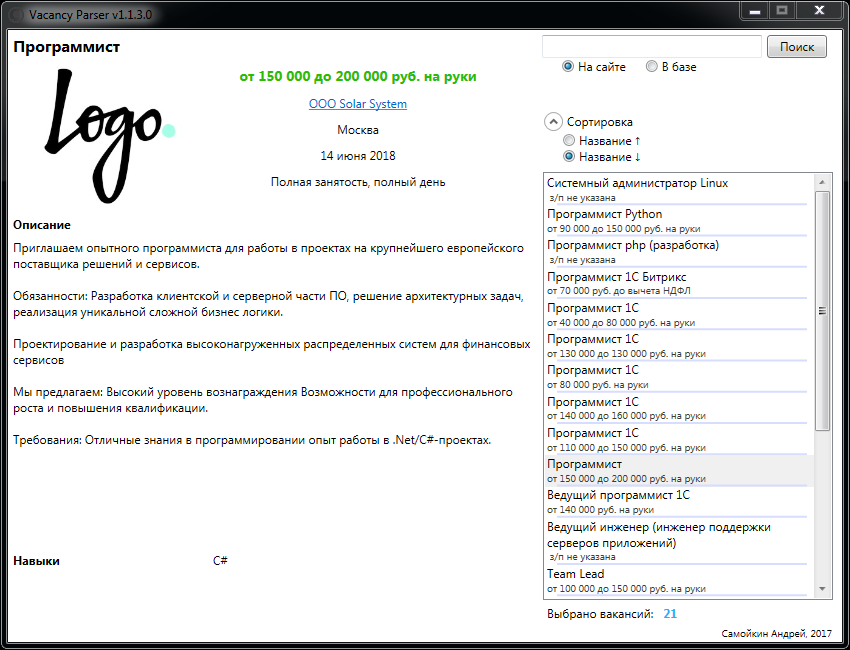 Vacancy Parser v1.1.3.0
Программист
Logo.
от 150 000 до 200 000 руб. на руки
ООО Solar System
Москва
14 июня 2018
Полная занятость, полный день
Описание
Приглашаем опытного программиста для работы в проектах на крупнейшего европейского
поставщика решений и сервисов.
Обязанности: Разработка клиентской и серверной части ПО, решение архитектурных задач,
реализация уникальной сложной бизнес логики.
Проектирование и разработка высоконагруженных распределенных систем для финансовых
сервисов
Мы предлагаем: Высокий уровень вознаграждения Возможности для профессионального
роста и повышения квалификации.
Требования: Отличные знания в программировании опыт работы в .Net/C#-проектах.
Навыки C#
Поиск
На сайте В базе
Сортировка
Название ↑
Название ↓
Системный администратор Linux
з/п не указана
Программист Python
от 90 000 до 150 000 руб. на руки
Программист php (разработка)
з/п не указана
Программист 1С Битрикс
от 70 000 руб. до вычета НДФЛ
Программист 1С
от 40 000 до 80 000 руб. на руки
Программист 1С
от 130 000 до 130 000 руб. на руки
Программист 1С
от 80 000 руб. на руки
Программист 1С
от 140 000 до 160 000 руб. на руки
Программист 1С
от 110 000 до 150 000 руб. на руки
Программист
от 150 000 до 200 000 руб. на руки
Ведущий программист 1С
от 140 000 руб. на руки
Ведущий инженер (инженер поддержки
серверов приложений)
з/п не указана
Team Lead
от 100 000 до 150 000 руб. на руки
Выбрано вакансий: 21
Самойкин Андрей, 2017